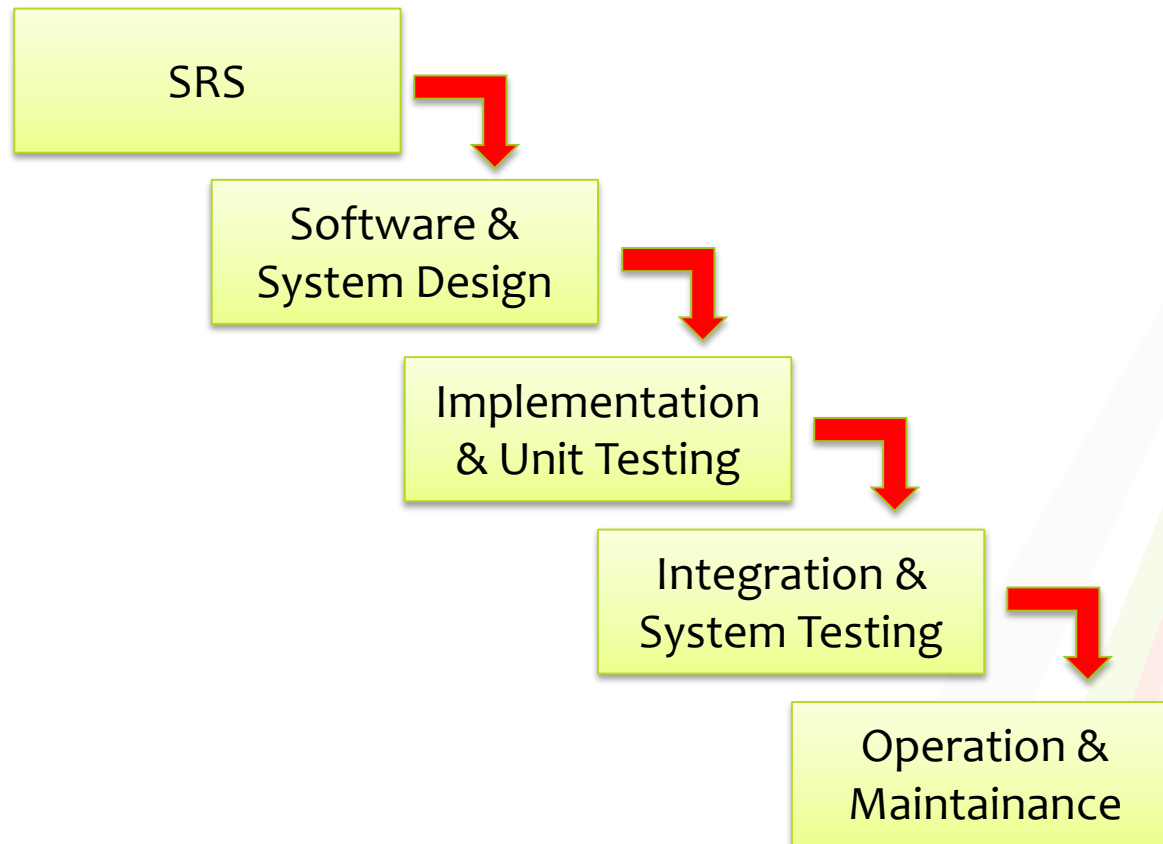 SRS
Software &
System Design
Implementation
& Unit Testing
Integration &
System Testing
Operation &
Maintainance